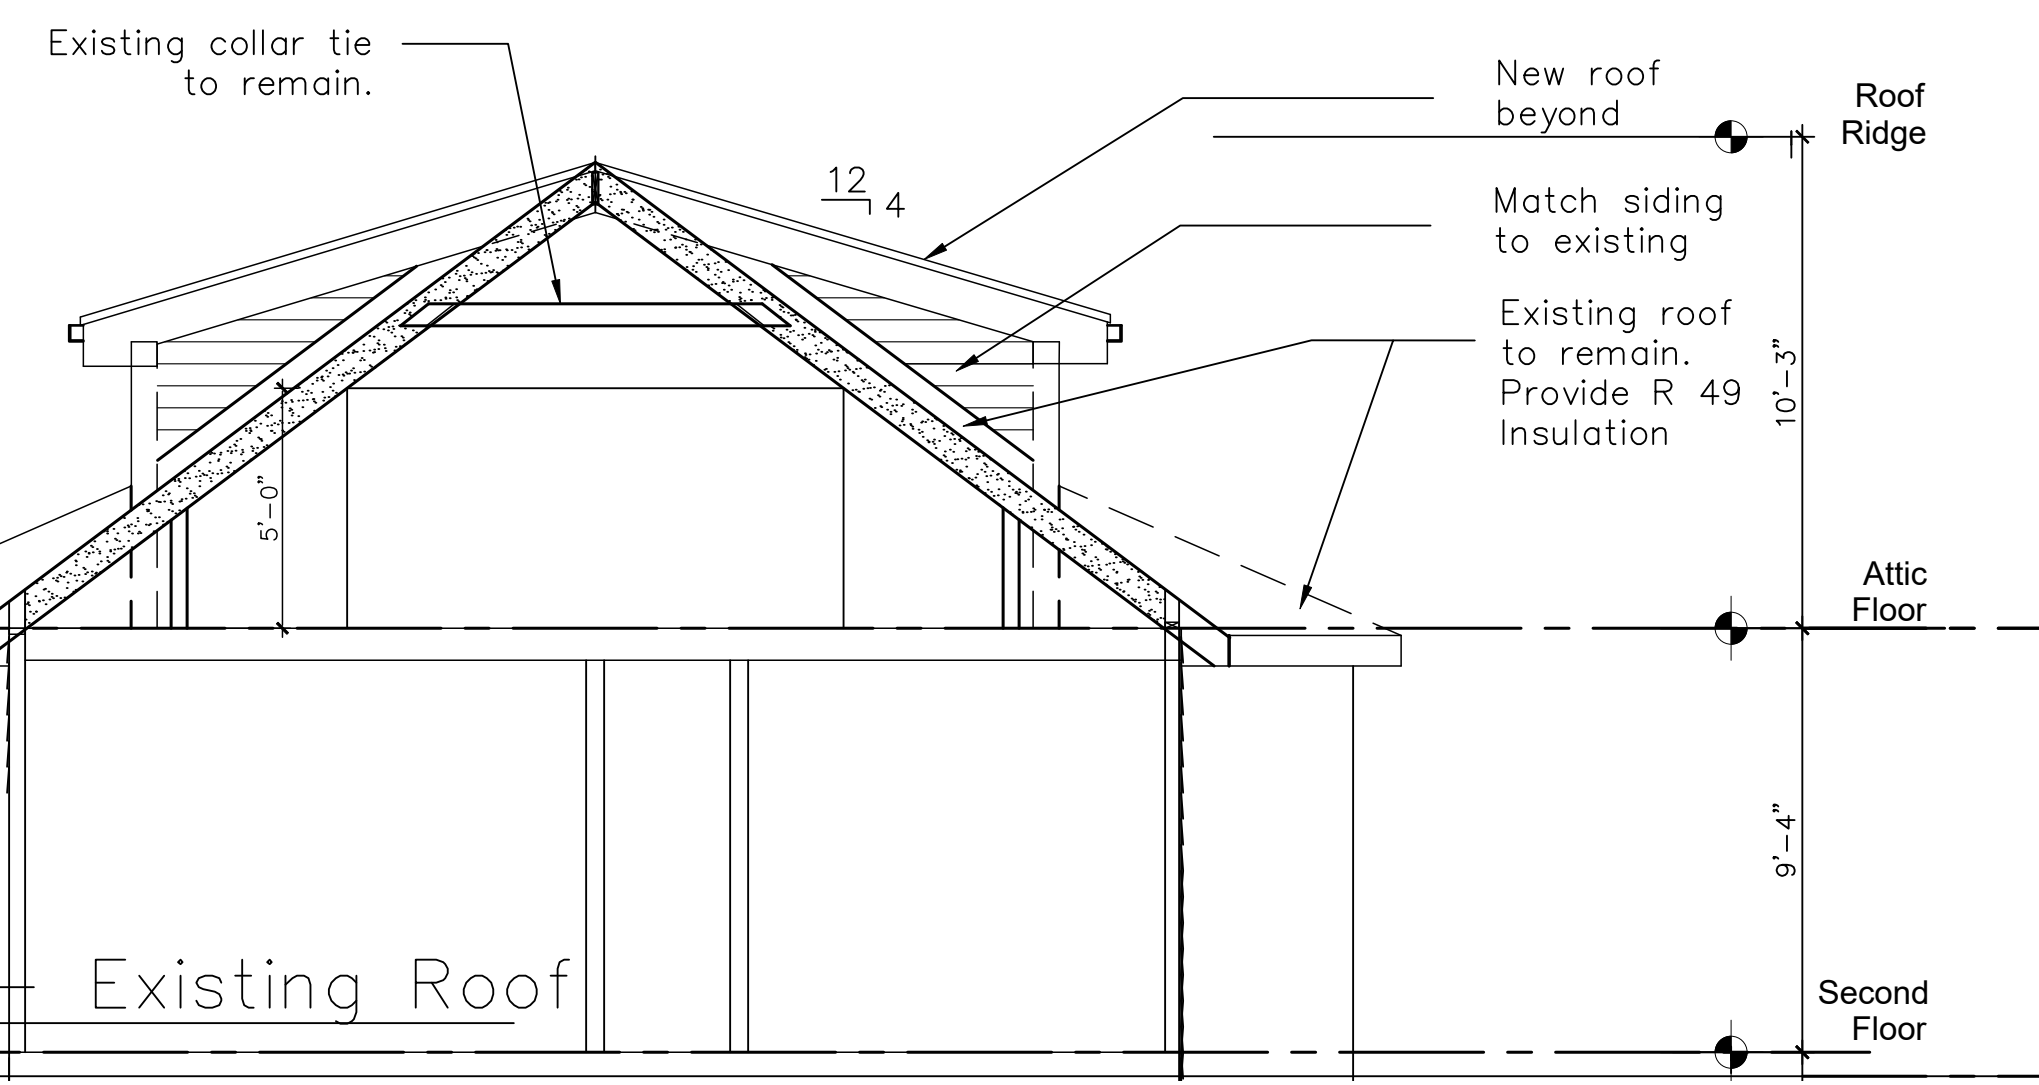 Existing collar tie
to remain.
New roof
beyond
Roof
Ridge
12
4
Match siding
to existing
Existing roof
to remain.
Provide R 49
Insulation
10'-3"
5'-0"
Attic
Floor
9'-4"
Existing Roof
Second
Floor